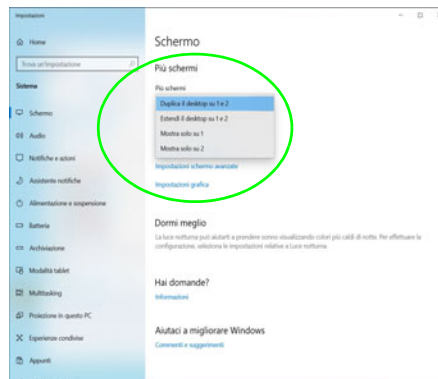 Impostazioni
Home
Trova un'impostazione
Sistema
Schermo
Audio
Notifiche e azioni
Assistente notifiche
Alimentazione e sospensione
Batteria
Archiviazione
Modalità tablet
Multitasking
Proiezione in questo PC
Esperienze condivise
Appunti
Schermo
Più schermi
Più schermi
Duplica il desktop su 1 e 2
Estendi il desktop su 1 e 2
Mostra solo su 1
Mostra solo su 2
Impostazioni schermo avanzate
Impostazioni grafica
Dormi meglio
La luce notturna può aiutarti a prendere sonno visualizzando colori più caldi di notte. Per effettuare la
configurazione, seleziona le impostazioni relative a Luce notturna.
Hai domande?
Informazioni
Aiutaci a migliorare Windows
Commenti e suggerimenti